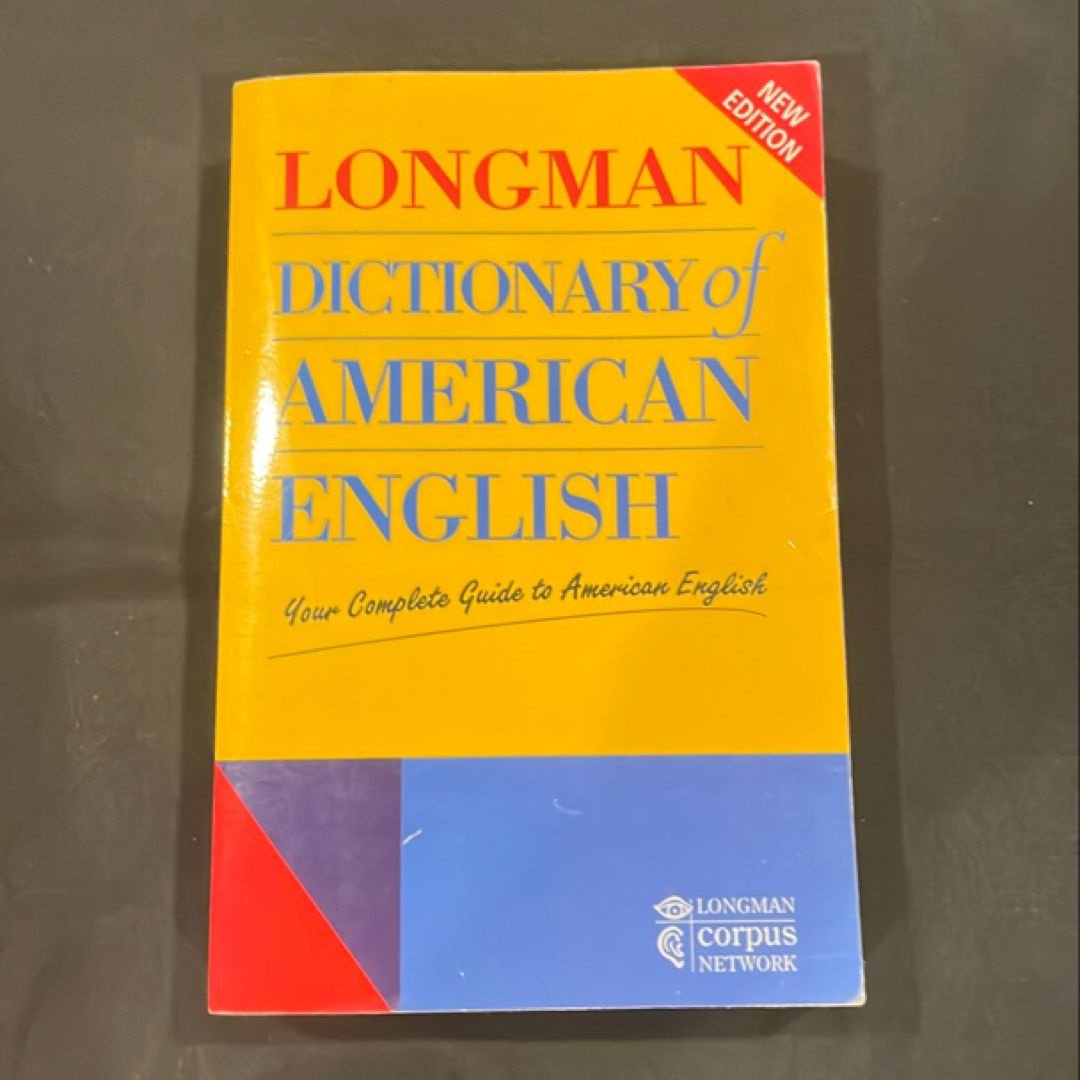 NEW
EDITION
LONGMAN
DICTIONARY of
AMERICAN
ENGLISH
Your Complete Guide to American English
LONGMAN
corpus
NETWORK